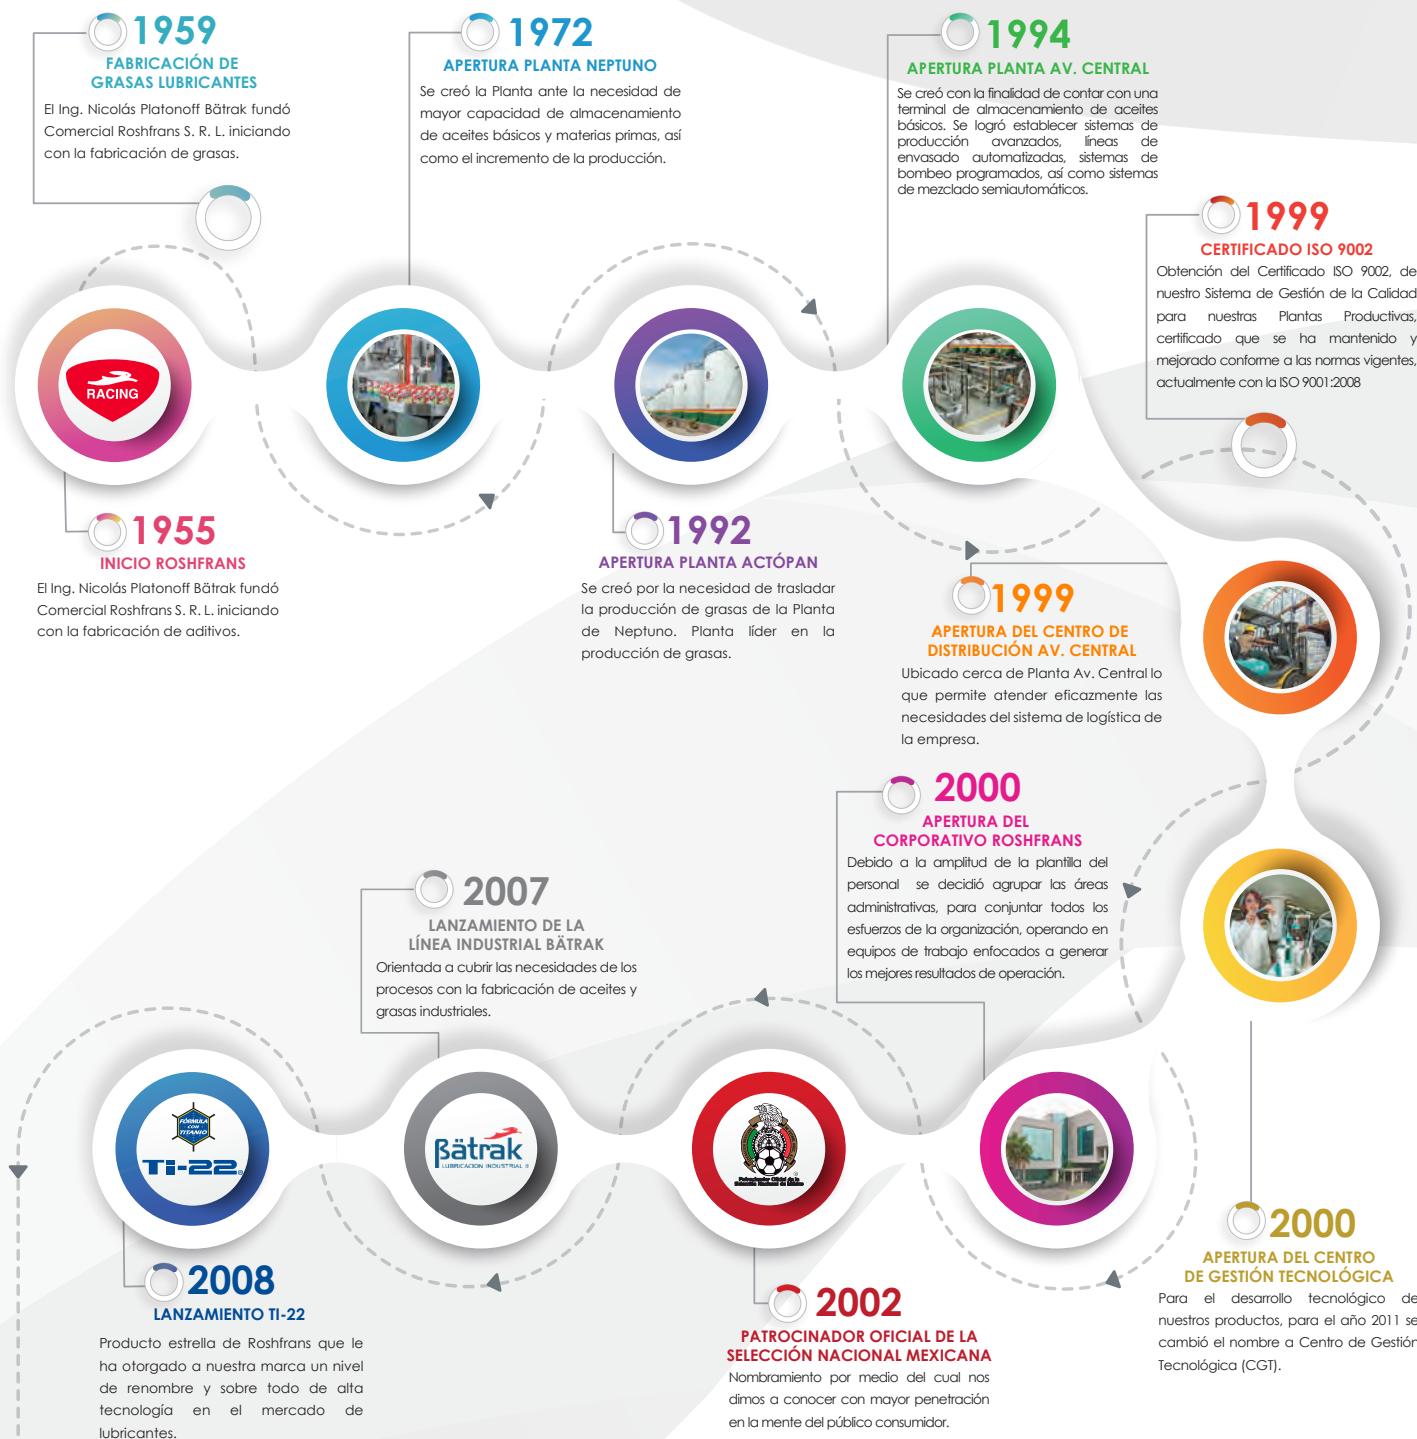 1959
FABRICACIÓN DE
GRASAS LUBRICANTES
El Ing. Nicolás Platonoff Bätrak fundó
Comercial Roshfrans S. R. L. iniciando
con la fabricación de grasas.
1972
APERTURA PLANTA NEPTUNO
Se creó la Planta ante la necesidad de
mayor capacidad de almacenamiento
de aceites básicos y materias primas, así
como el incremento de la producción.
1994
APERTURA PLANTA AV. CENTRAL
Se creó con la finalidad de contar con una
terminal de almacenamiento de aceites
básicos. Se logró establecer sistemas de
producción avanzados, líneas de
envasado automatizadas, sistemas de
bombeo programados, así como sistemas
de mezclado semiautomáticos.
1999
CERTIFICADO ISO 9002
Obtención del Certificado ISO 9002, de
nuestro Sistema de Gestión de la Calidad
para nuestras Plantas Productivas,
certificado que se ha mantenido y
mejorado conforme a las normas vigentes,
actualmente con la ISO 9001:2008
RACING
1955
INICIO ROSHFRANS
El Ing. Nicolás Platonoff Bätrak fundó
Comercial Roshfrans S. R. L. iniciando
con la fabricación de aditivos.
1992
APERTURA PLANTA ACTÓPAN
Se creó por la necesidad de trasladar
la producción de grasas de la Planta
de Neptuno. Planta líder en la
producción de grasas.
1999
APERTURA DEL CENTRO DE
DISTRIBUCIÓN AV. CENTRAL
Ubicado cerca de Planta Av. Central lo
que permite atender eficazmente las
necesidades del sistema de logística de
la empresa.
2000
APERTURA DEL
CORPORATIVO ROSHFRANS
Debido a la amplitud de la plantilla del
personal se decidió agrupar las áreas
administrativas, para conjuntar todos los
esfuerzos de la organización, operando en
equipos de trabajo enfocados a generar
los mejores resultados de operación.
2007
LANZAMIENTO DE LA
LÍNEA INDUSTRIAL BÄTRAK
Orientada a cubrir las necesidades de los
procesos con la fabricación de aceites y
grasas industriales.
FÓRMULA
CON
TITANIO
Ti-22®
Bätrak
LUBRICACION INDUSTRIAL
Patrocinador Oficial de la
Selección Nacional de México
2000
APERTURA DEL CENTRO
DE GESTIÓN TECNOLÓGICA
Para el desarrollo tecnológico de
nuestros productos, para el año 2011 se
cambió el nombre a Centro de Gestión
Tecnológica (CGT).
2008
LANZAMIENTO TI-22
Producto estrella de Roshfrans que le
ha otorgado a nuestra marca un nivel
de renombre y sobre todo de alta
tecnología en el mercado de
lubricantes.
2002
PATROCINADOR OFICIAL DE LA
SELECCIÓN NACIONAL MEXICANA
Nombramiento por medio del cual nos
dimos a conocer con mayor penetración
en la mente del público consumidor.